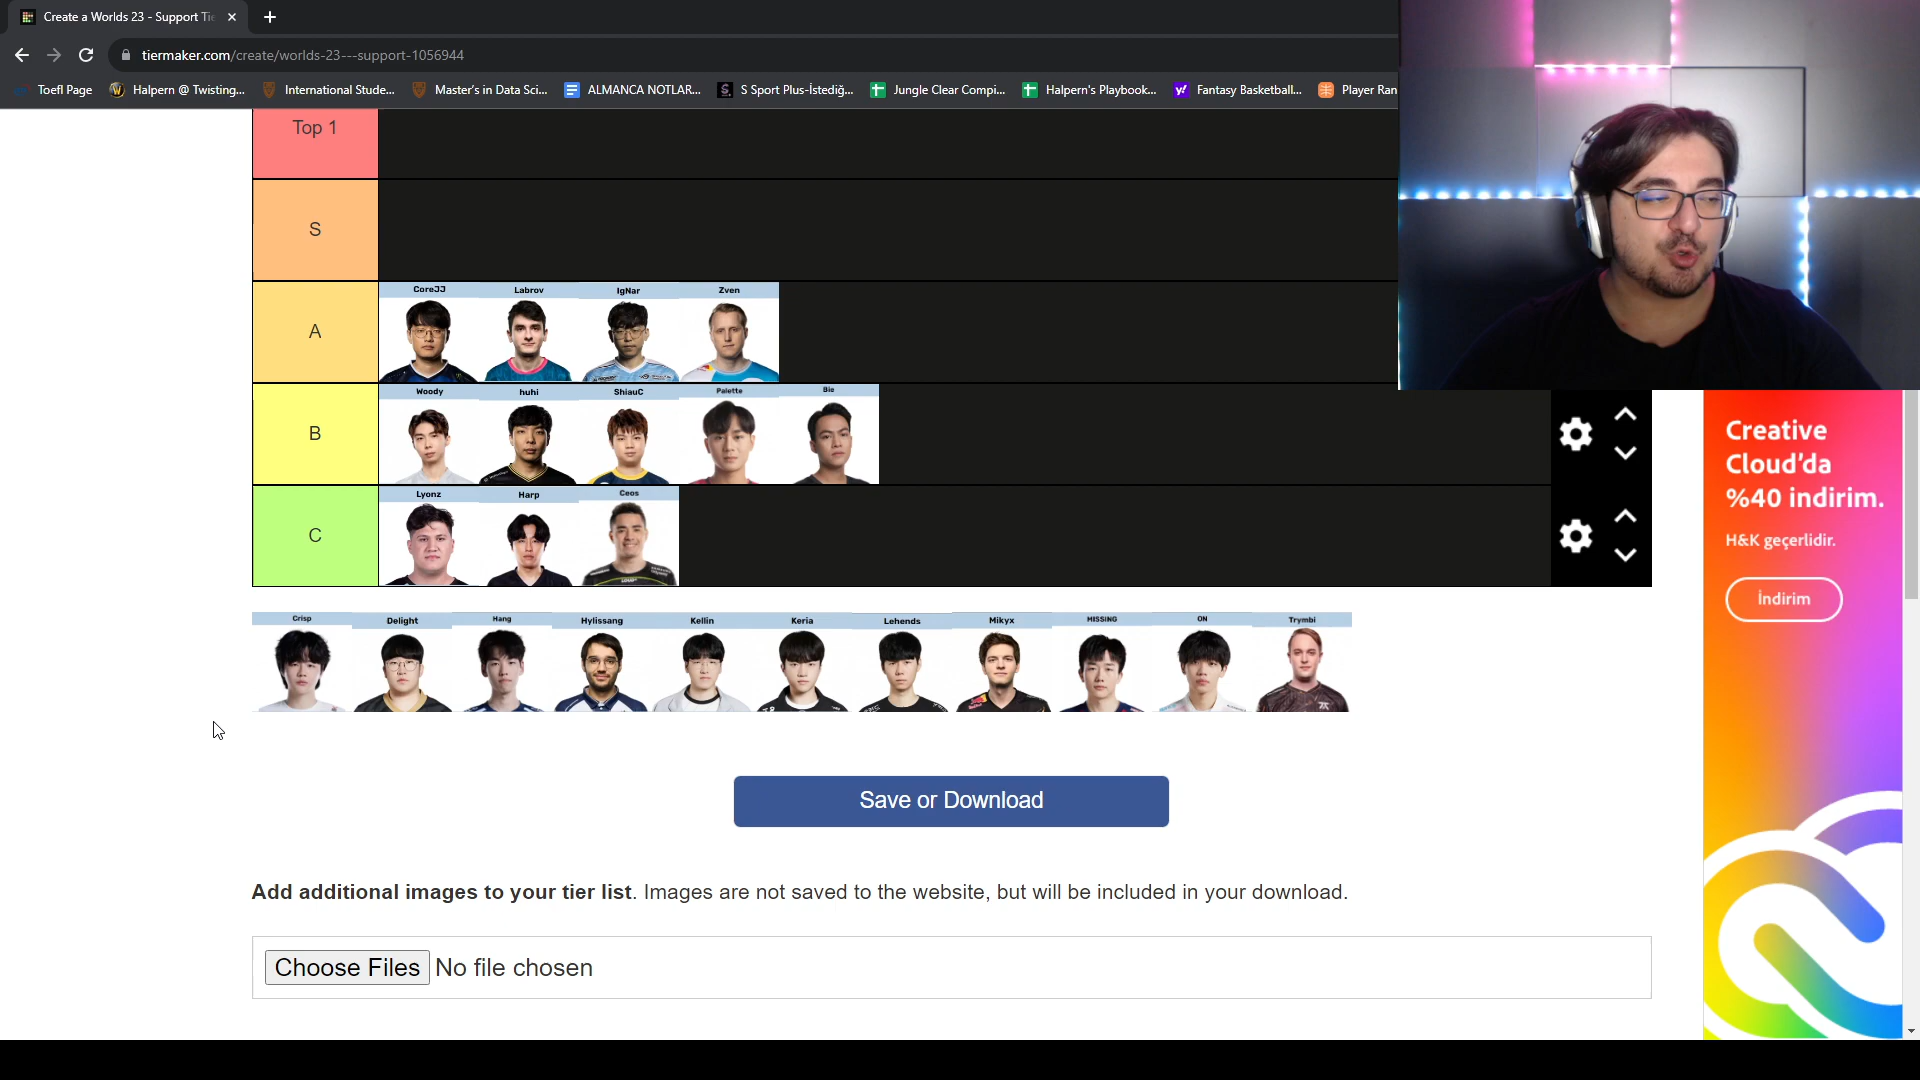 Create a Worlds 23 - Support Tie
tiermaker.com/create/worlds-23---support-1056944
Toefl Page
Halpern @ Twisting...
International Stude...
Master's in Data Sci...
ALMANCA NOTLAR...
S Sport Plus-İstediğ...
Jungle Clear Compi...
Halpern's Playbook...
Fantasy Basketball...
Player Ran
Top 1
S
A
CoreJJ
Labrov
IgNar
Zven
B
Woody
huhi
ShiauC
Palette
Bie
C
Lyonz
Harp
Ceos
Crisp
Delight
Hang
Hylissang
Kellin
Keria
Lehends
Mikyx
MISSING
ON
Trymbi
Save or Download
Add additional images to your tier list. Images are not saved to the website, but will be included in your download.
Choose Files No file chosen
Creative
Cloud'da
%40 indirim.
H&K geçerlidir.
İndirim